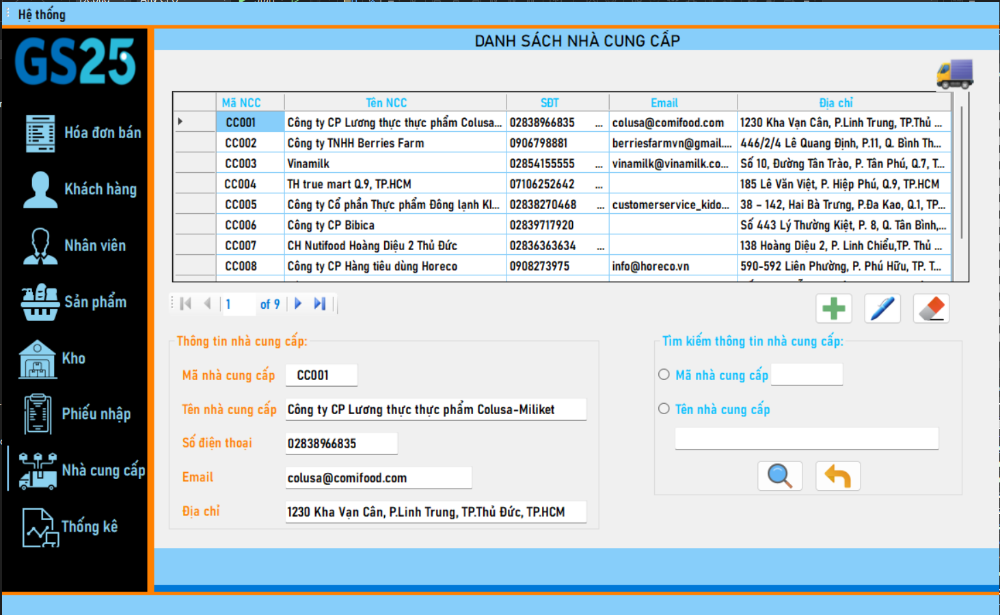 Hệ thống
GS25
DANH SÁCH NHÀ CUNG CẤP
Hóa đơn bán
Khách hàng
Nhân viên
Sản phẩm
Kho
Phiếu nhập
Nhà cung cấp
Thống kê
Mã NCC Tên NCC SĐT Email Địa chỉ
CC001 Công ty CP Lương thực thực phẩm Colusa... 02838966835 ... colusa@comifood.com 1230 Kha Vạn Cân, P.Linh Trung, TP.Thủ ...
CC002 Công ty TNHH Berries Farm 0906798881 berriesfarmvn@gmail.... 446/2/4 Lê Quang Định, P.11, Q. Bình Th...
CC003 Vinamilk 02854155555 ... vinamilk@vinamilk.co... Số 10, Đường Tân Trào, P. Tân Phú, Q.7, T...
CC004 TH true mart Q.9, TP.HCM 07106252642 ... 185 Lê Văn Việt, P. Hiệp Phú, Q.9, TP.HCM
CC005 Công ty Cổ phần Thực phẩm Đông lạnh KI... 02838270468 ... customerservice_kido... 38 – 142, Hai Bà Trưng, P.Đa Kao, Q.1, TP...
CC006 Công ty CP Bibica 02839717920 Số 443 Lý Thường Kiệt, P. 8, Q. Tân Bình,...
CC007 CH Nutifood Hoàng Diệu 2 Thủ Đức 02836363634 ... 138 Hoàng Diệu 2, P. Linh Chiểu,TP. Thủ ...
CC008 Công ty CP Hàng tiêu dùng Horeco 0908273975 info@horeco.vn 590-592 Liên Phường, P. Phú Hữu, TP. T...
1 of 9
Thông tin nhà cung cấp:
Mã nhà cung cấp CC001
Tên nhà cung cấp Công ty CP Lương thực thực phẩm Colusa-Miliket
Số điện thoại 02838966835
Email colusa@comifood.com
Địa chỉ 1230 Kha Vạn Cân, P.Linh Trung, TP.Thủ Đức, TP.HCM
Tìm kiếm thông tin nhà cung cấp:
Mã nhà cung cấp
Tên nhà cung cấp